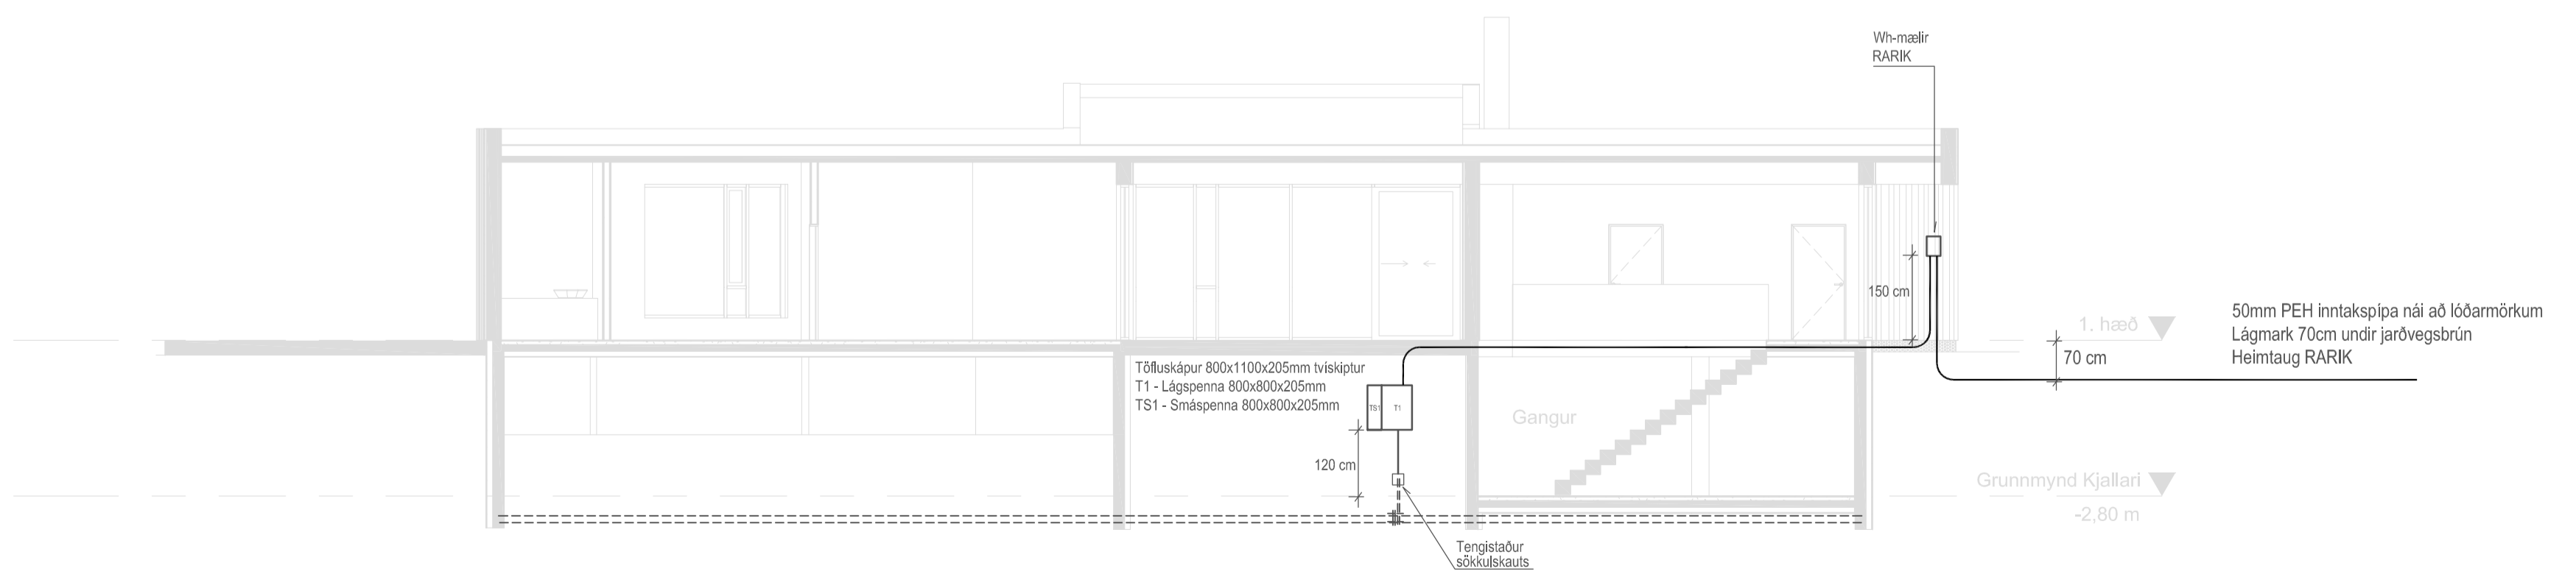 Wh-mælir
RARIK
150 cm
1. hæð
70 cm
50mm PEH inntakspípa nái að lóðarmörkum
Lágmark 70cm undir jarðvegsbrún
Heimtaug RARIK
Töfluskápur 800x1100x205mm tvískiptur
T1 - Lágspenna 800x800x205mm
TS1 - Smáspenna 800x800x205mm
TS1
T1
Gangur
120 cm
Grunnmynd Kjallari
-2,80 m
Tengistaður
sökkulskauts